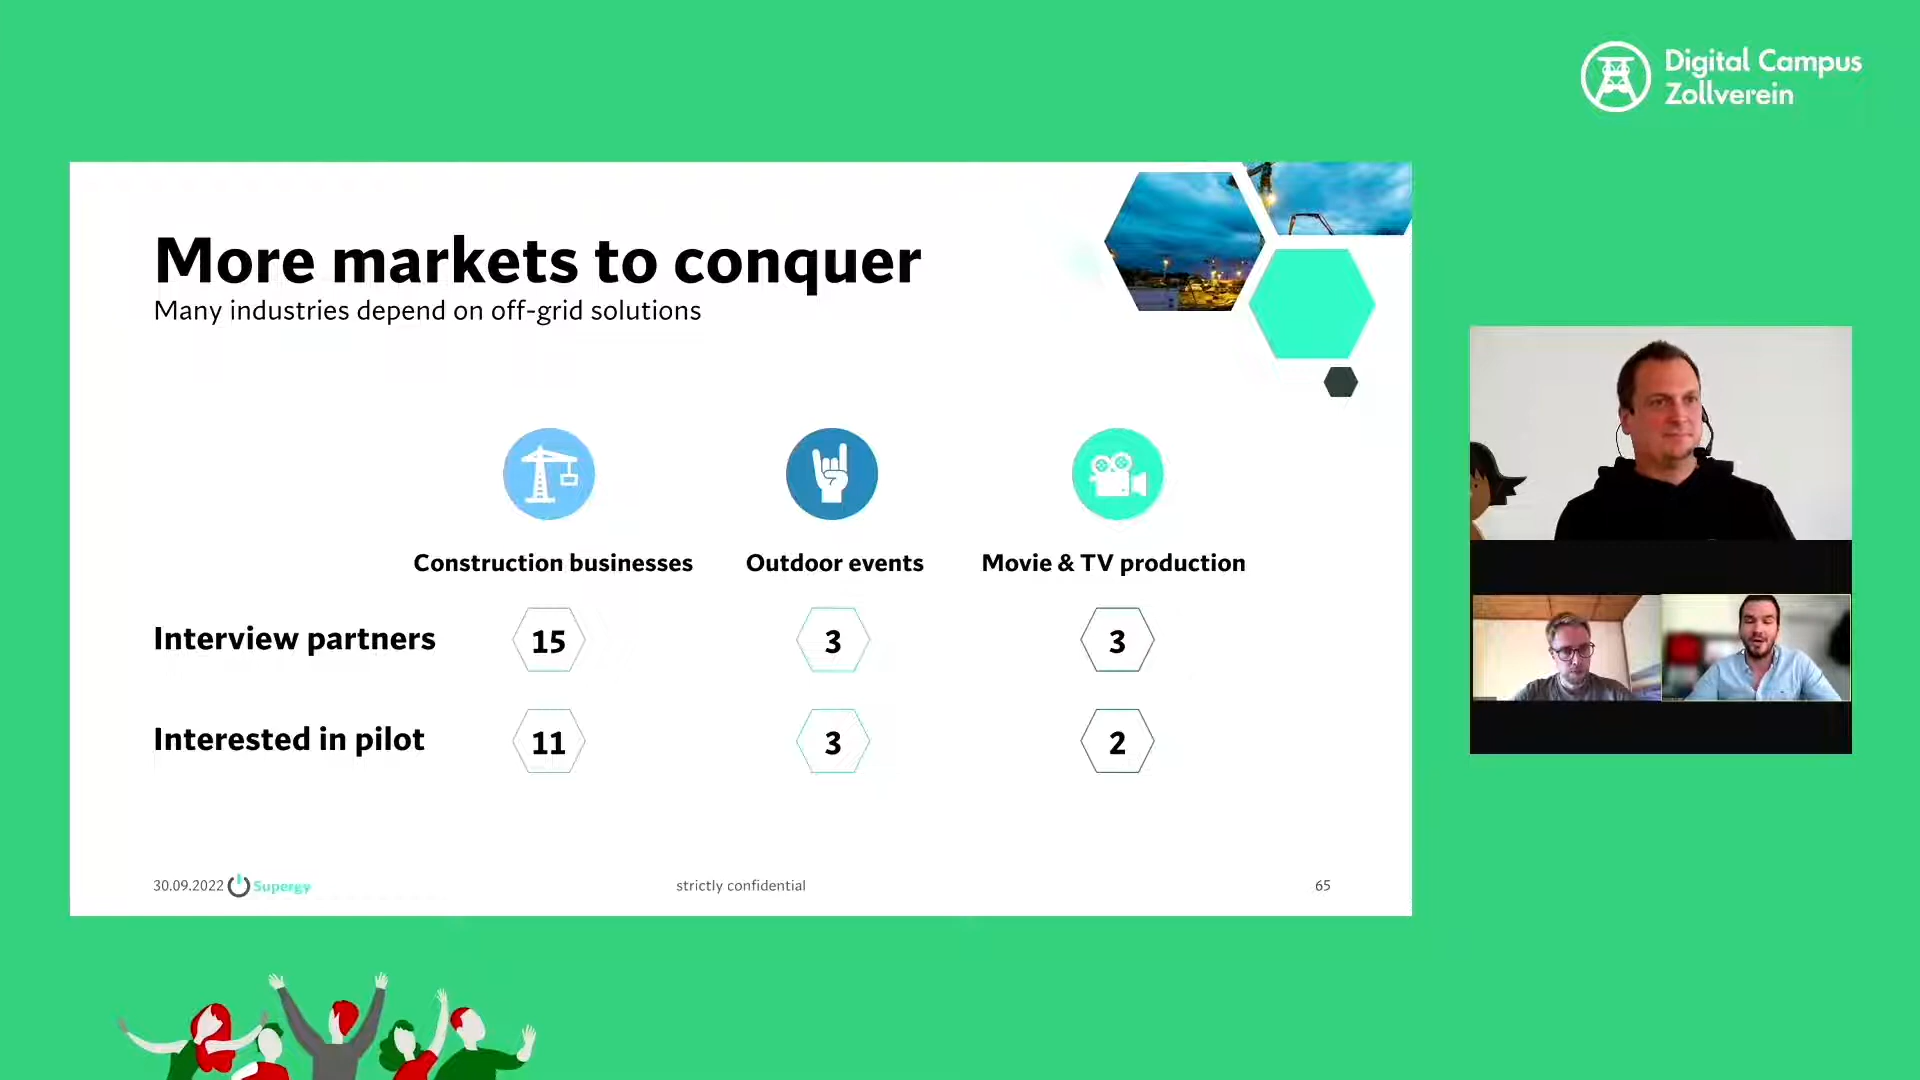 Digital Campus
Zollverein
More markets to conquer
Many industries depend on off-grid solutions
Construction businesses
Outdoor events
Movie & TV production
Interview partners
15
3
3
Interested in pilot
11
3
2
30.09.2022
Supergy
strictly confidential
65